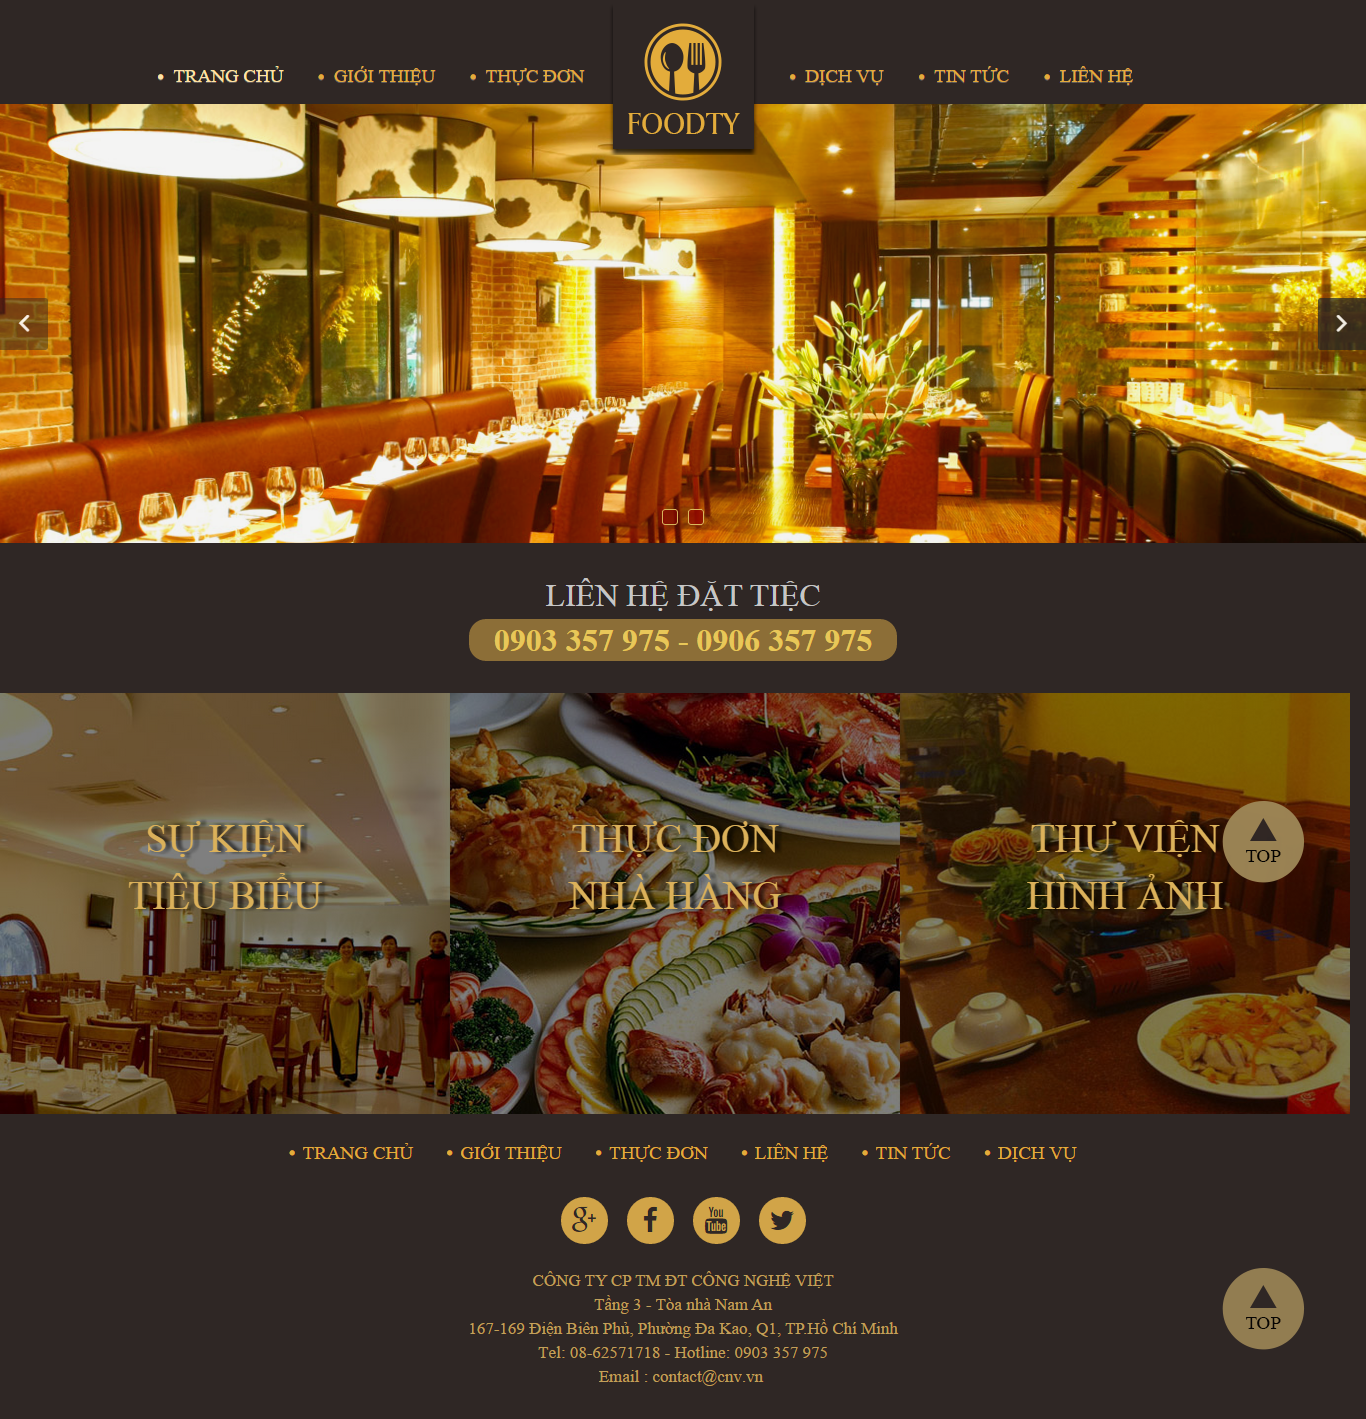 • TRANG CHỦ • GIỚI THIỆU • THỰC ĐƠN
FOODTY
• DỊCH VỤ • TIN TỨC • LIÊN HỆ
LIÊN HỆ ĐẶT TIỆC
0903 357 975 - 0906 357 975
SỰ KIỆN
TIÊU BIỂU
THỰC ĐƠN
NHÀ HÀNG
THƯ VIỆN
HÌNH ẢNH
TOP
• TRANG CHỦ • GIỚI THIỆU • THỰC ĐƠN • LIÊN HỆ • TIN TỨC • DỊCH VỤ
g+ f You Tube
CÔNG TY CP TM ĐT CÔNG NGHỆ VIỆT
Tầng 3 - Tòa nhà Nam An
167-169 Điện Biên Phủ, Phường Đa Kao, Q1, TP.Hồ Chí Minh
Tel: 08-62571718 - Hotline: 0903 357 975
Email : contact@cnv.vn
TOP